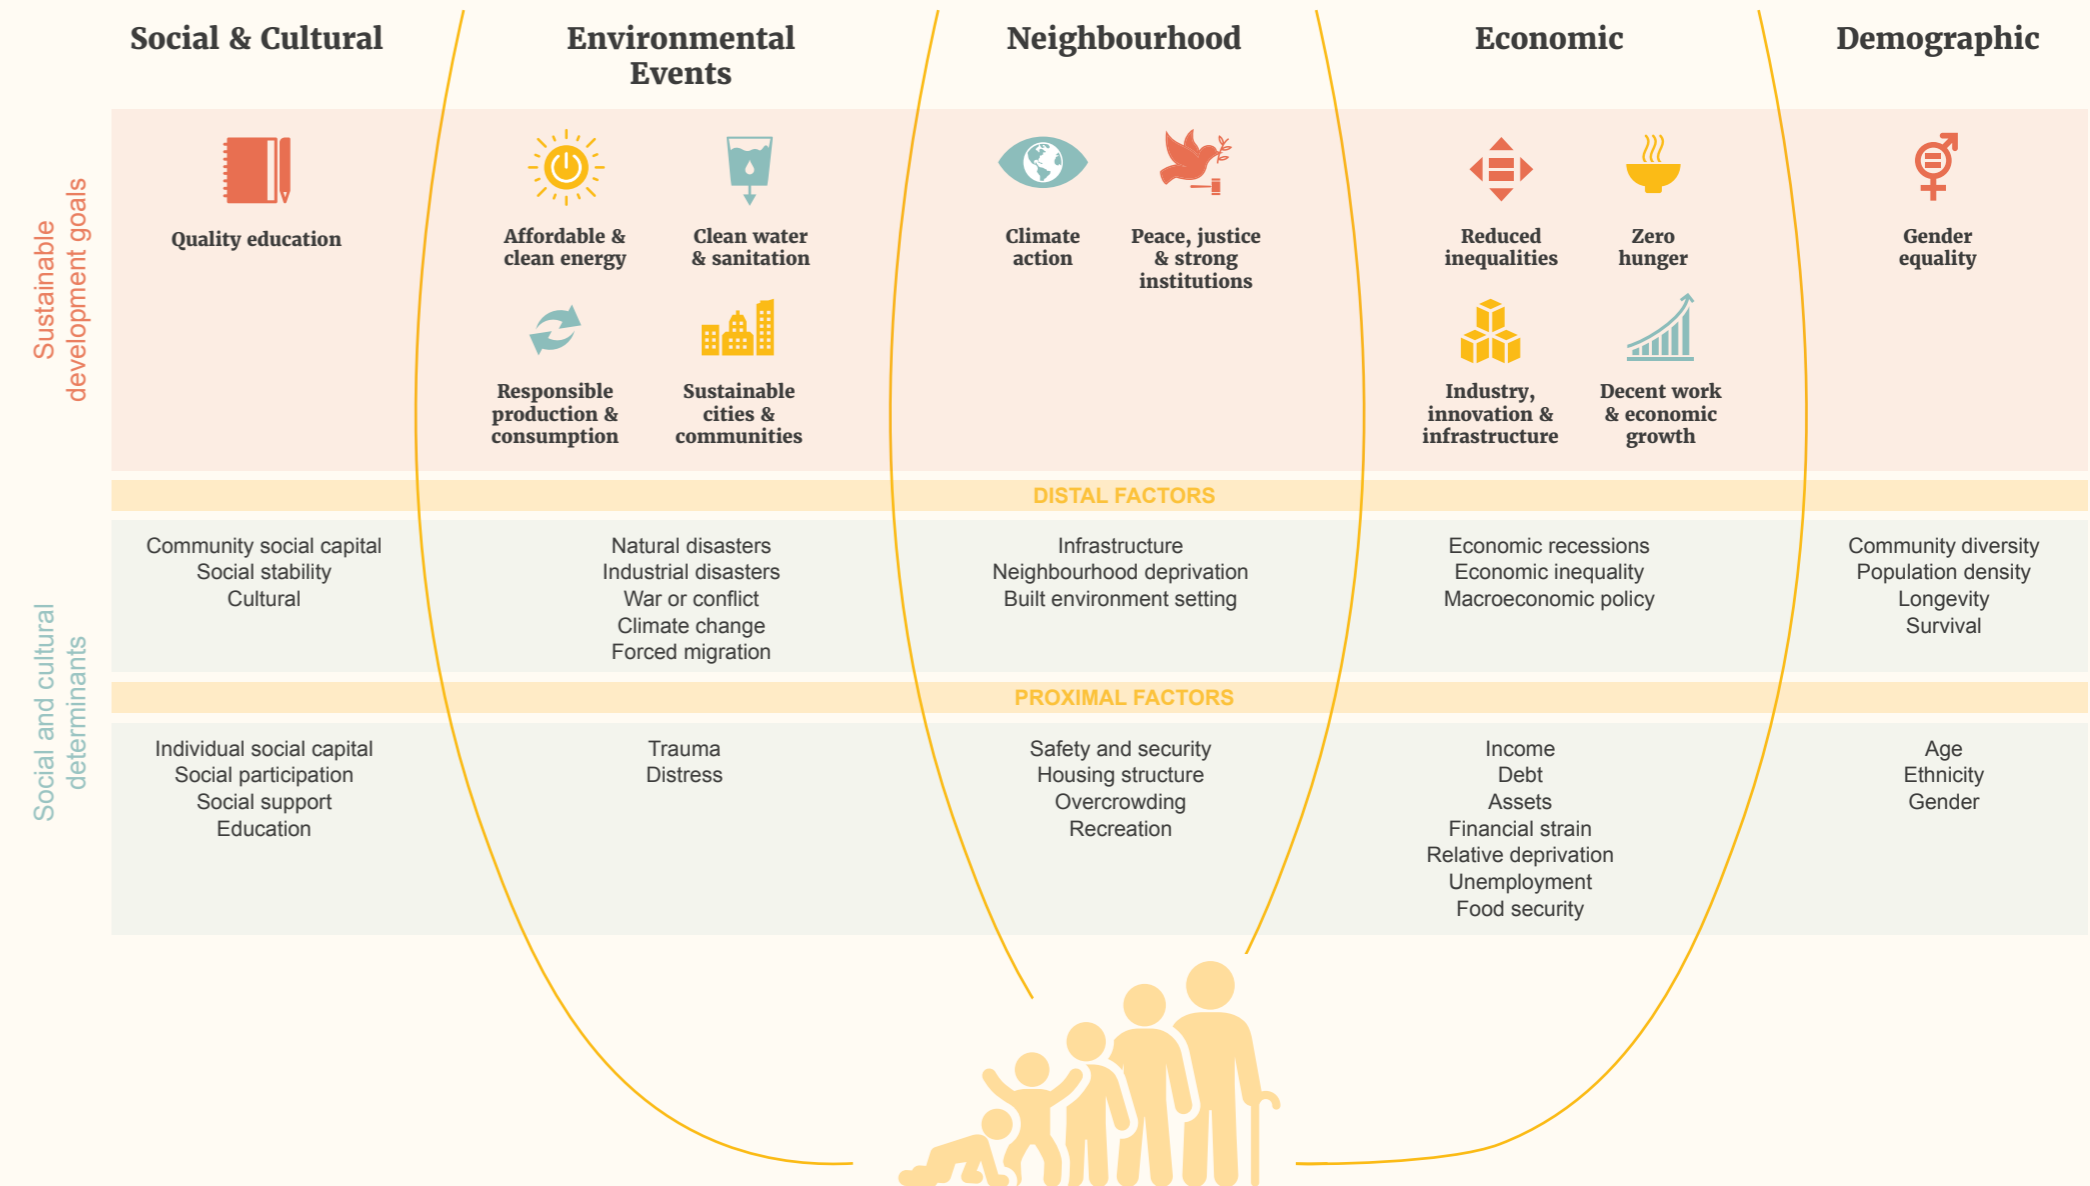 Social & Cultural
Environmental
Events
Neighbourhood
Economic
Demographic
Sustainable
development goals
Quality education
Affordable &
clean energy
Clean water
& sanitation
Responsible
production &
consumption
Sustainable
cities &
communities
Climate
action
Peace, justice
& strong
institutions
Reduced
inequalities
Zero
hunger
Industry,
innovation &
infrastructure
Decent work
& economic
growth
Gender
equality
DISTAL FACTORS
Social and cultural
determinants
Community social capital
Social stability
Cultural
Natural disasters
Industrial disasters
War or conflict
Climate change
Forced migration
Infrastructure
Neighbourhood deprivation
Built environment setting
Economic recessions
Economic inequality
Macroeconomic policy
Community diversity
Population density
Longevity
Survival
PROXIMAL FACTORS
Individual social capital
Social participation
Social support
Education
Trauma
Distress
Safety and security
Housing structure
Overcrowding
Recreation
Income
Debt
Assets
Financial strain
Relative deprivation
Unemployment
Food security
Age
Ethnicity
Gender